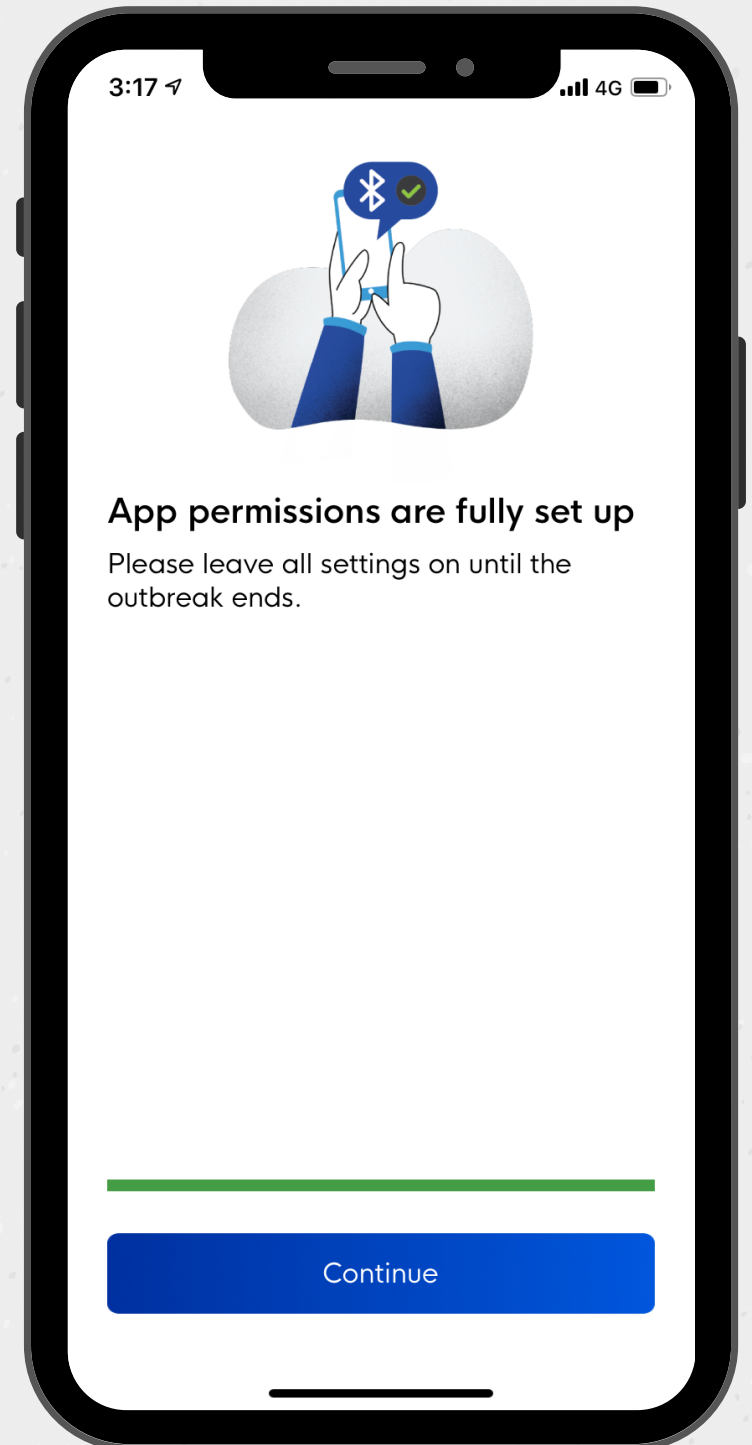 3:17 4G
App permissions are fully set up
Please leave all settings on until the
outbreak ends.
Continue